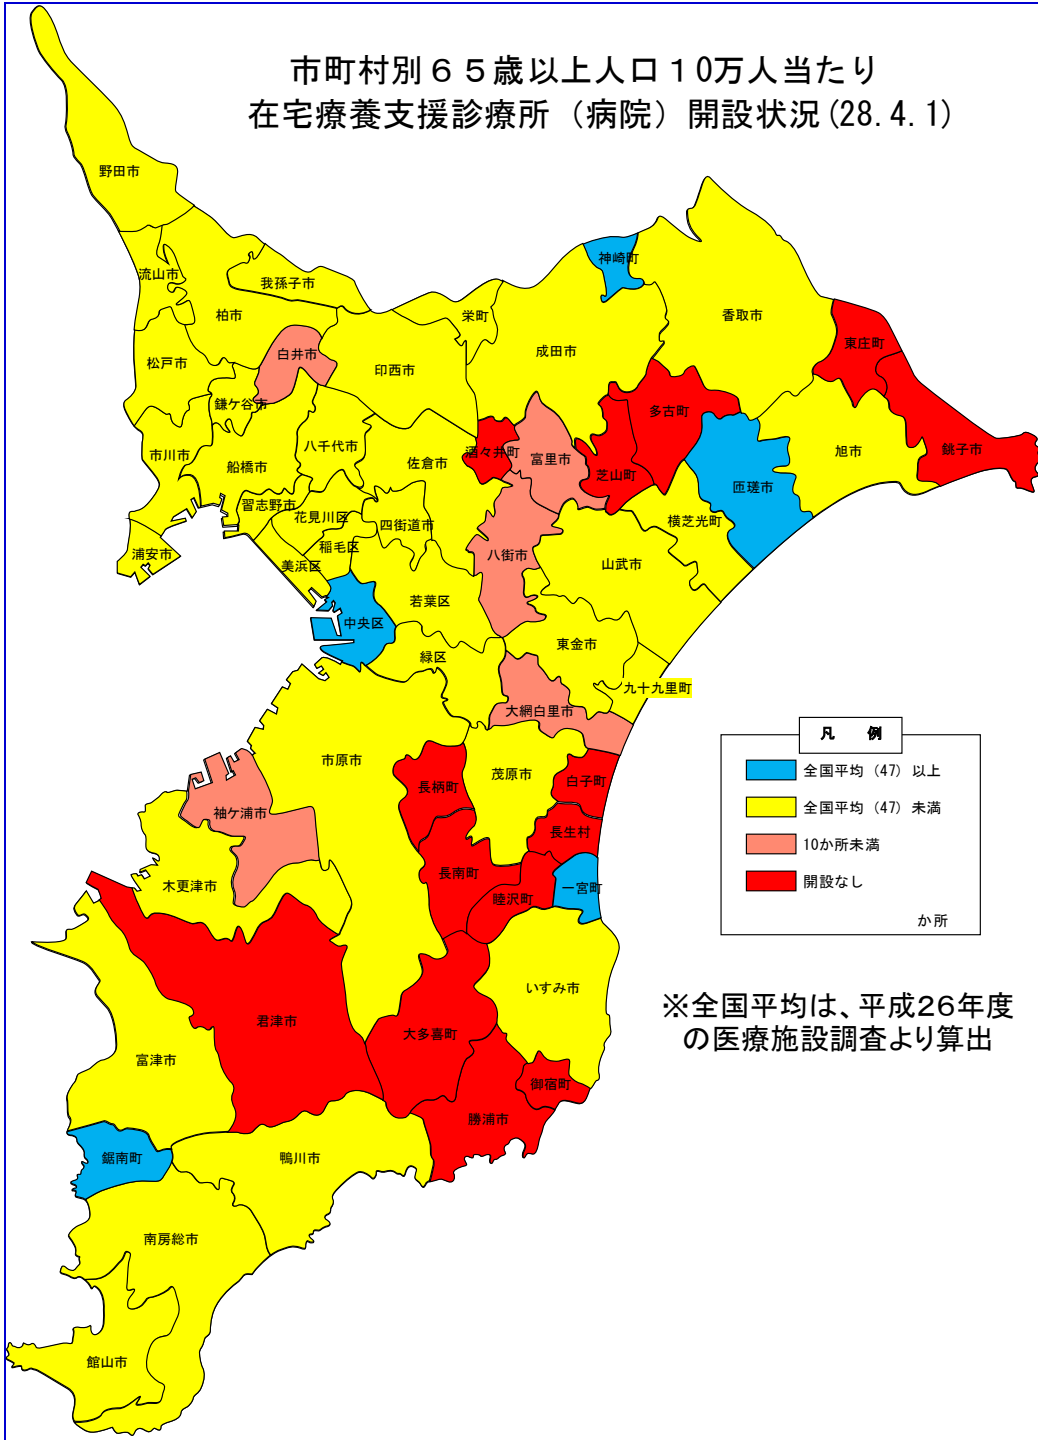 市町村別６５歳以上人口１０万人当たり
在宅療養支援診療所（病院）開設状況(28.4.1)
野田市
神崎町
流山市
我孫子市
柏市
栄町
香取市
東庄町
成田市
白井市
松戸市
印西市
多古町
鎌ケ谷市
八千代市
酒々井町
富里市
旭市
銚子市
市川市
船橋市
佐倉市
芝山町
匝瑳市
習志野市
花見川区
四街道市
横芝光町
浦安市
稲毛区
美浜区
八街市
山武市
若葉区
中央区
東金市
緑区
九十九里町
大網白里市
凡 例
全国平均（47）以上
全国平均（47）未満
10か所未満
開設なし
か所
市原市
茂原市
長柄町
白子町
袖ケ浦市
長生村
長南町
木更津市
睦沢町
一宮町
いすみ市
※全国平均は、平成26年度
の医療施設調査より算出
君津市
大多喜町
富津市
御宿町
勝浦市
鋸南町
鴨川市
南房総市
館山市